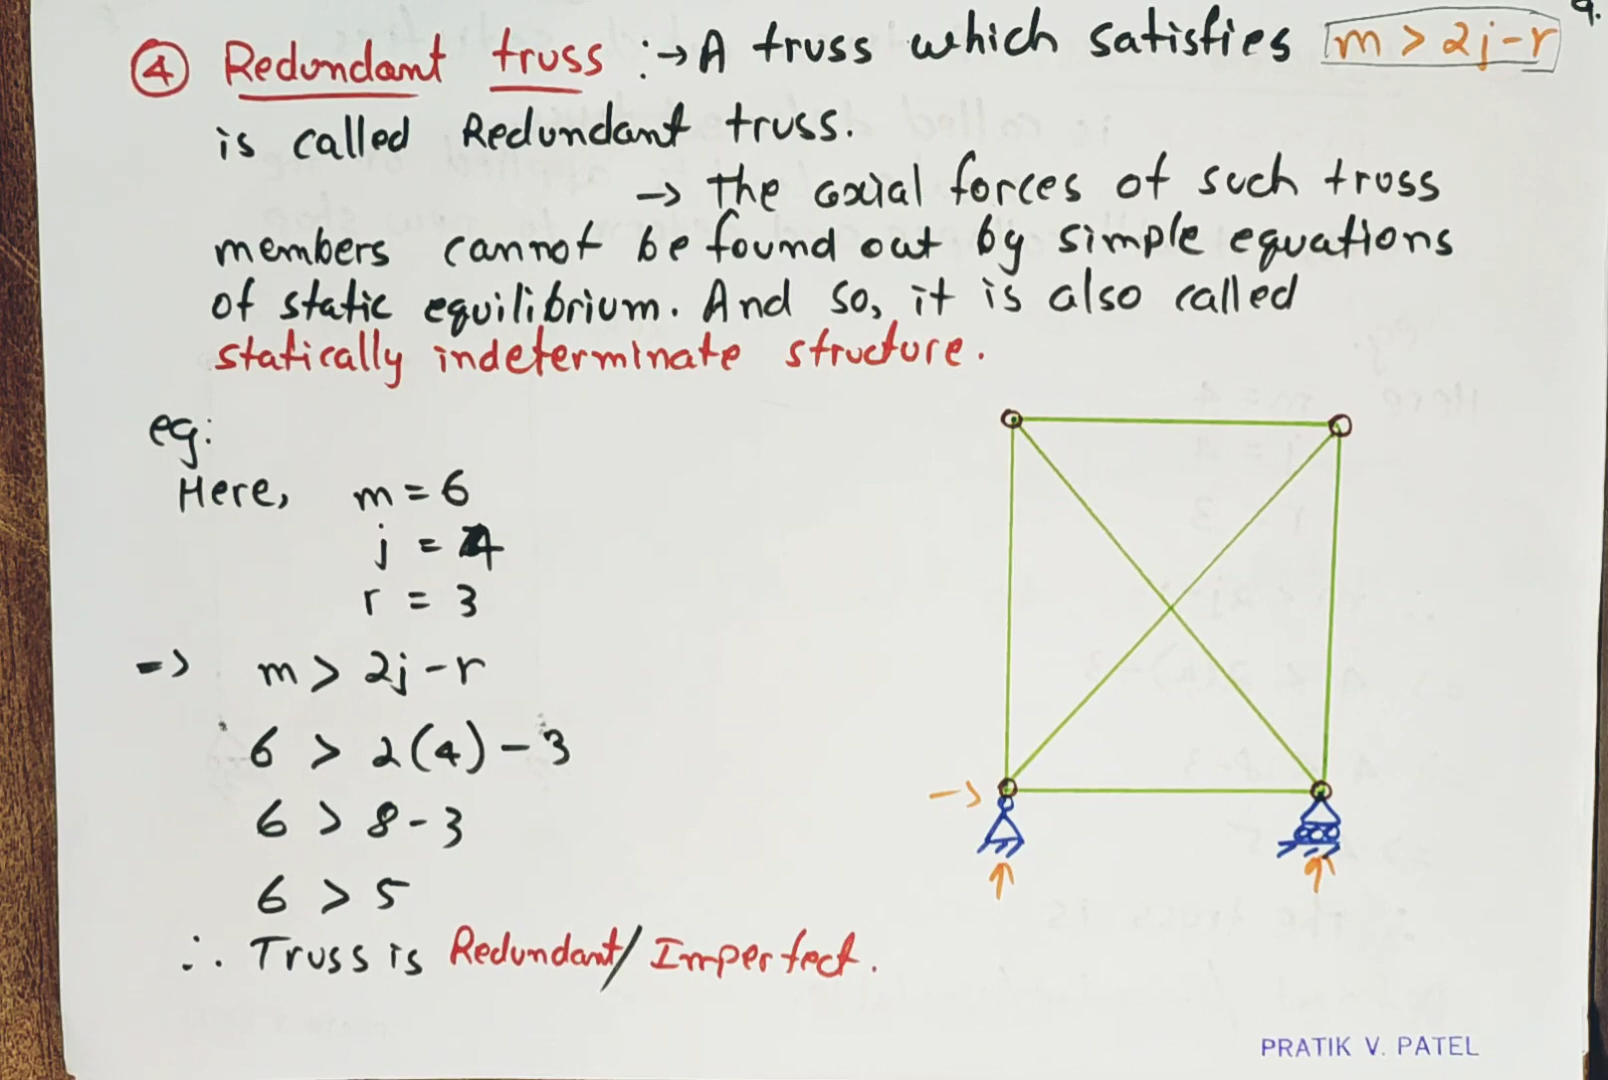 ④ Redundant truss :→ A truss which satisfies m > 2j-r
is called Redundant truss.
→ The axial forces of such truss
members cannot be found out by simple equations
of static equilibrium. And so, it is also called
statically indeterminate structure.
eg:
Here, m = 6
j = 4
r = 3
=> m > 2j - r
6 > 2(4) - 3
6 > 8 - 3
6 > 5
∴ Truss is Redundant/Imperfect.
PRATIK V. PATEL